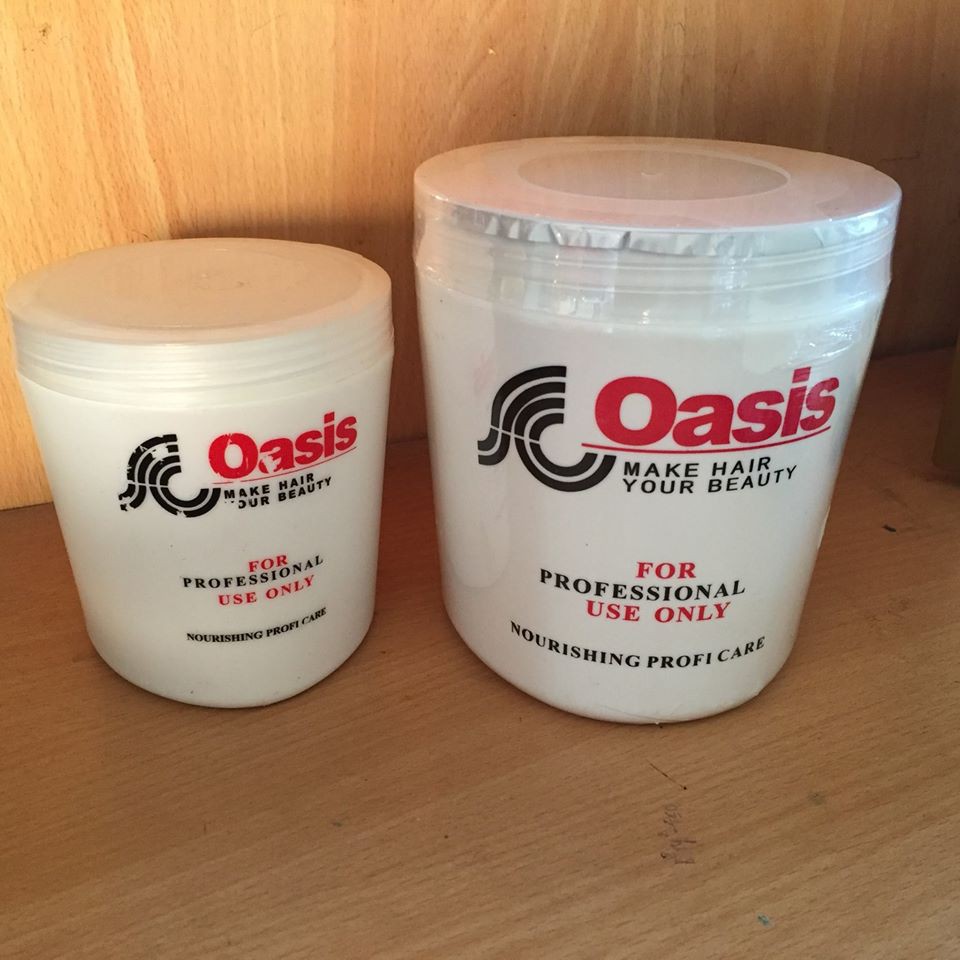 Oasis
MAKE HAIR
YOUR BEAUTY
FOR
PROFESSIONAL
USE ONLY
NOURISHING PROFI CARE
Oasis
MAKE HAIR
YOUR BEAUTY
FOR
PROFESSIONAL
USE ONLY
NOURISHING PROFI CARE